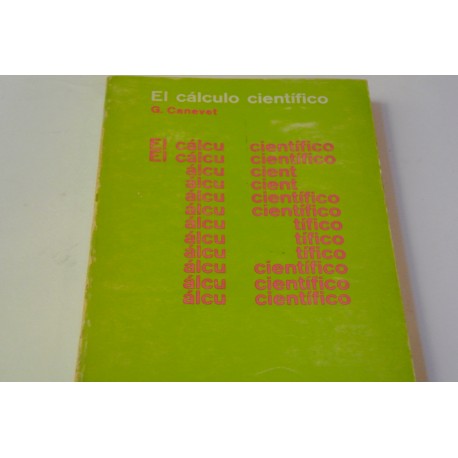 El cálculo científico
G. Canevet
El cálcu científico
El cálcu científico
álcu cient
álcu cient
álcu científico
álcu científico
álcu tífico
álcu tífico
álcu tífico
álcu científico
álcu científico
álcu científico